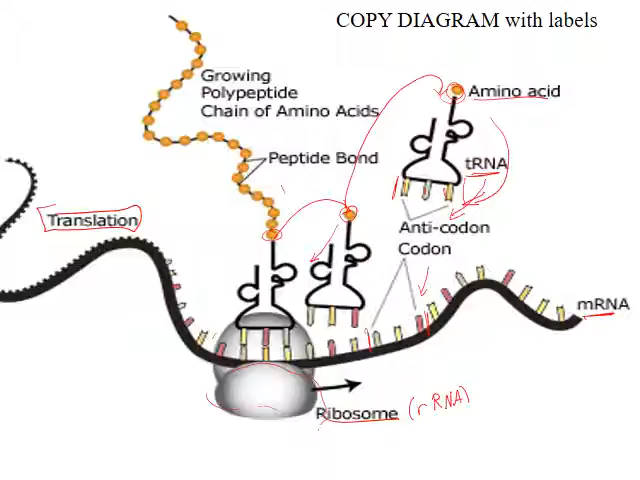 COPY DIAGRAM with labels
Growing
Polypeptide
Chain of Amino Acids
Amino acid
Peptide Bond
tRNA
Translation
Anti-codon
Codon
mRNA
Ribosome (rRNA)